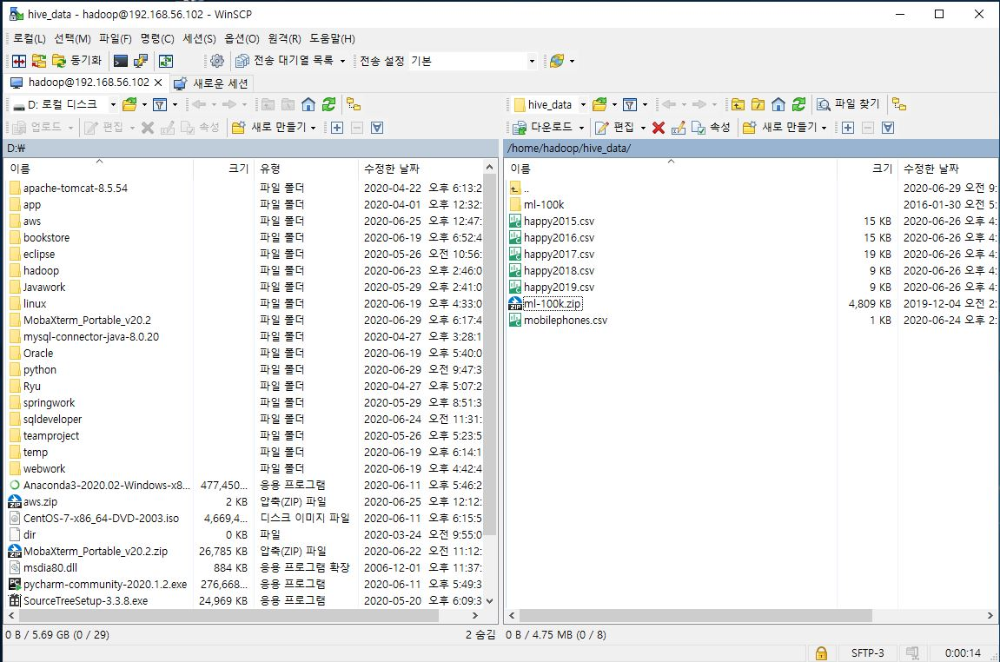 hive_data - hadoop@192.168.56.102 - WinSCP
로컬(L) 선택(M) 파일(F) 명령(C) 세션(S) 옵션(O) 원격(R) 도움말(H)
동기화 전송 대기열 목록 전송 설정 기본
hadoop@192.168.56.102 새로운 세션
D: 로컬 디스크
업로드 편집 속성 새로 만들기
D:₩
이름 크기 유형 수정한 날짜
apache-tomcat-8.5.54 파일 폴더 2020-04-22 오후 6:13:2
app 파일 폴더 2020-04-01 오후 12:32:
aws 파일 폴더 2020-06-25 오후 12:47:
bookstore 파일 폴더 2020-06-19 오후 6:52:4
eclipse 파일 폴더 2020-05-26 오전 10:56:
hadoop 파일 폴더 2020-06-23 오후 2:46:0
Javawork 파일 폴더 2020-05-29 오후 2:41:0
linux 파일 폴더 2020-06-19 오후 4:33:0
MobaXterm_Portable_v20.2 파일 폴더 2020-06-29 오후 6:17:4
mysql-connector-java-8.0.20 파일 폴더 2020-04-27 오후 3:28:1
Oracle 파일 폴더 2020-06-19 오후 5:40:0
python 파일 폴더 2020-06-29 오전 9:47:3
Ryu 파일 폴더 2020-04-27 오후 5:07:2
springwork 파일 폴더 2020-05-29 오후 8:51:3
sqldeveloper 파일 폴더 2020-06-24 오전 11:31:
teamproject 파일 폴더 2020-05-26 오후 5:23:5
temp 파일 폴더 2020-06-19 오후 6:14:1
webwork 파일 폴더 2020-06-19 오후 4:42:4
Anaconda3-2020.02-Windows-x8... 477,450... 응용 프로그램 2020-06-11 오후 5:46:2
aws.zip 2 KB 압축(ZIP) 파일 2020-06-25 오후 12:12:
CentOS-7-x86_64-DVD-2003.iso 4,669,4... 디스크 이미지 파일 2020-06-11 오후 6:15:5
dir 0 KB 파일 2020-03-24 오전 9:55:0
MobaXterm_Portable_v20.2.zip 26,785 KB 압축(ZIP) 파일 2020-06-22 오전 11:12:
msdia80.dll 884 KB 응용 프로그램 확장 2006-12-01 오후 11:37:
pycharm-community-2020.1.2.exe 276,668... 응용 프로그램 2020-06-11 오후 5:49:3
SourceTreeSetup-3.3.8.exe 24,969 KB 응용 프로그램 2020-05-20 오후 6:09:3
0 B / 5.69 GB (0 / 29) 2 숨김
hive_data 파일 찾기
다운로드 편집 속성 새로 만들기
/home/hadoop/hive_data/
이름 크기 수정한 날짜
.. 2020-06-29 오전 9:
ml-100k 2016-01-30 오전 5:
happy2015.csv 15 KB 2020-06-26 오후 4:
happy2016.csv 15 KB 2020-06-26 오후 4:
happy2017.csv 19 KB 2020-06-26 오후 4:
happy2018.csv 9 KB 2020-06-26 오후 4:
happy2019.csv 9 KB 2020-06-26 오후 4:
ml-100k.zip 4,809 KB 2019-12-04 오전 2:
mobilephones.csv 1 KB 2020-06-24 오후 2:
0 B / 4.75 MB (0 / 8)
SFTP-3 0:00:14